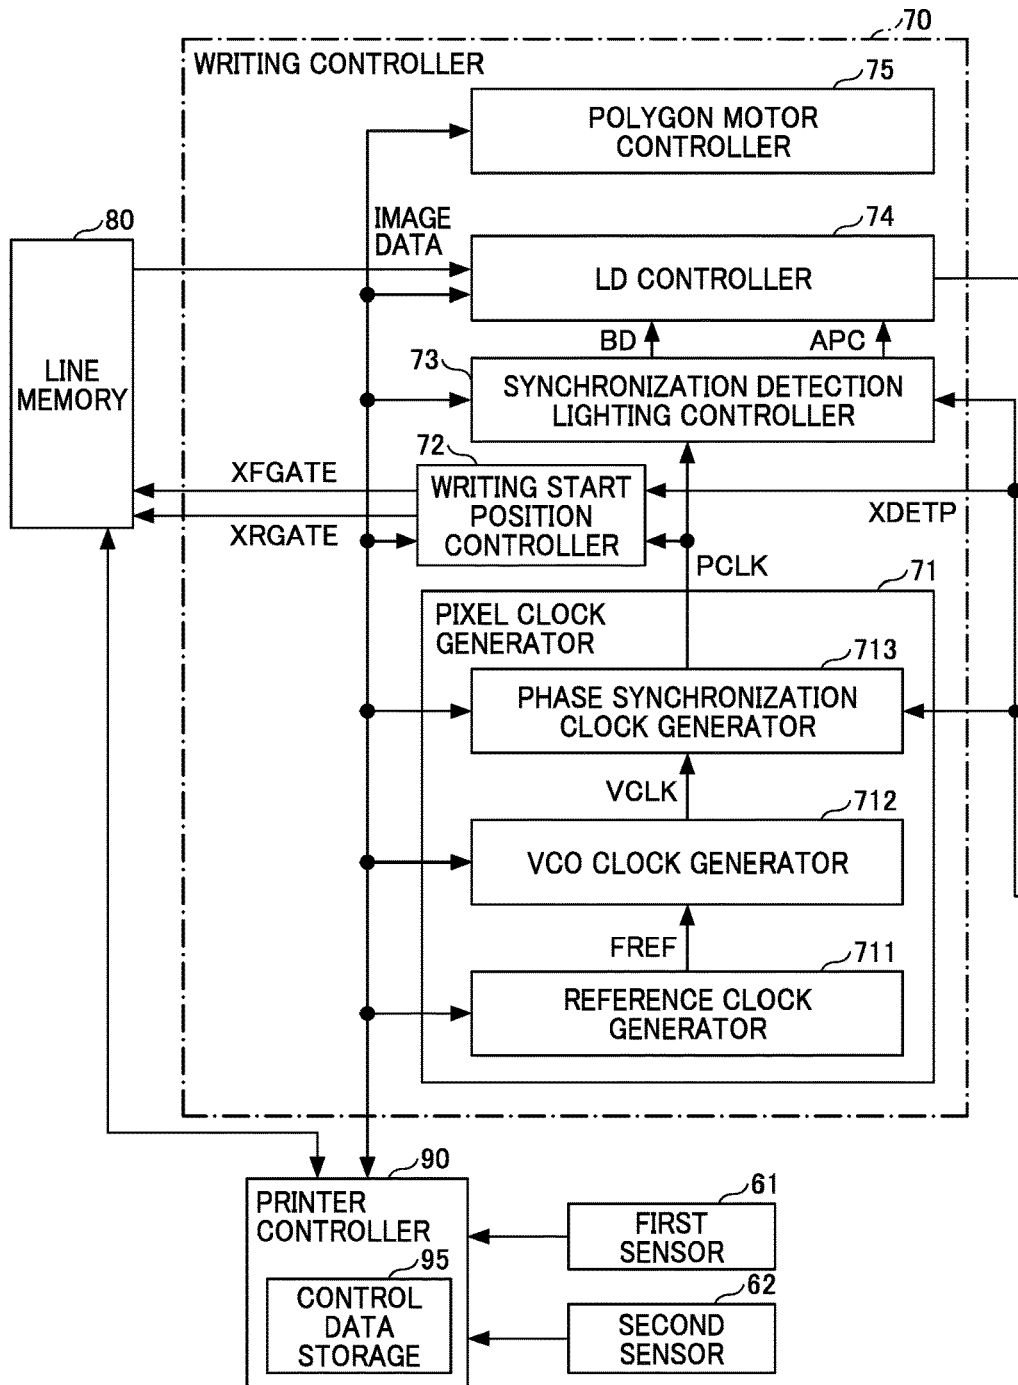 70
WRITING CONTROLLER
75
POLYGON MOTOR
CONTROLLER
80
IMAGE
DATA
74
LD CONTROLLER
LINE
MEMORY
BD
APC
73
SYNCHRONIZATION DETECTION
LIGHTING CONTROLLER
72
XFGATE
WRITING START
POSITION
CONTROLLER
XDETP
XRGATE
PCLK
71
PIXEL CLOCK
GENERATOR
713
PHASE SYNCHRONIZATION
CLOCK GENERATOR
VCLK
712
VCO CLOCK GENERATOR
FREF
711
REFERENCE CLOCK
GENERATOR
90
PRINTER
CONTROLLER
61
FIRST
SENSOR
95
CONTROL
DATA
STORAGE
62
SECOND
SENSOR